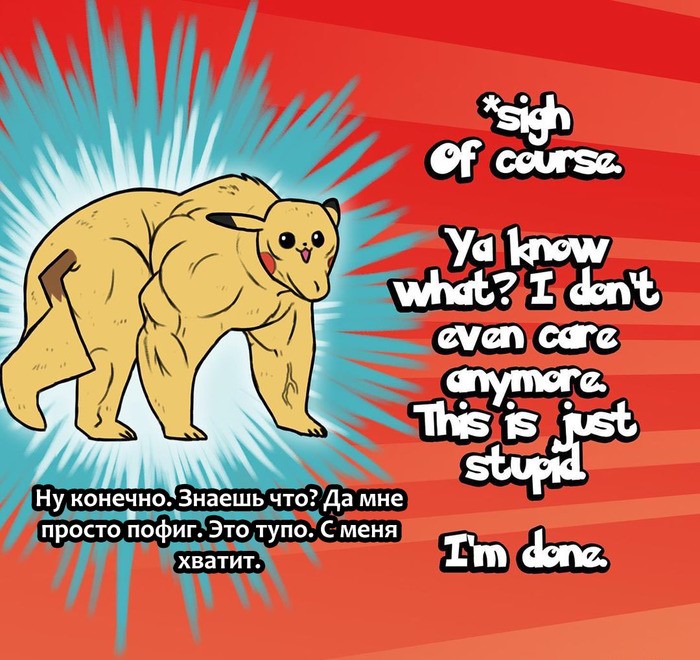 *sigh
Of course.
Ya know
what? I don't
even care
anymore.
This is just
stupid.
I'm done.
Ну конечно. Знаешь что? Да мне
просто пофиг. Это тупо. С меня
хватит.